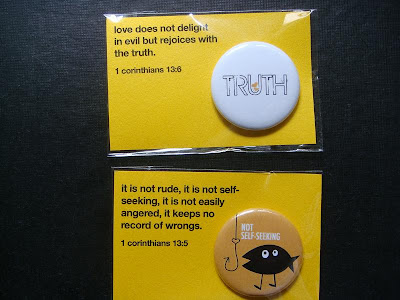 love does not delight
in evil but rejoices with
the truth.
1 corinthians 13:6
TRUTH
it is not rude, it is not self-
seeking, it is not easily
angered, it keeps no
record of wrongs.
1 corinthians 13:5
NOT
SELF-SEEKING